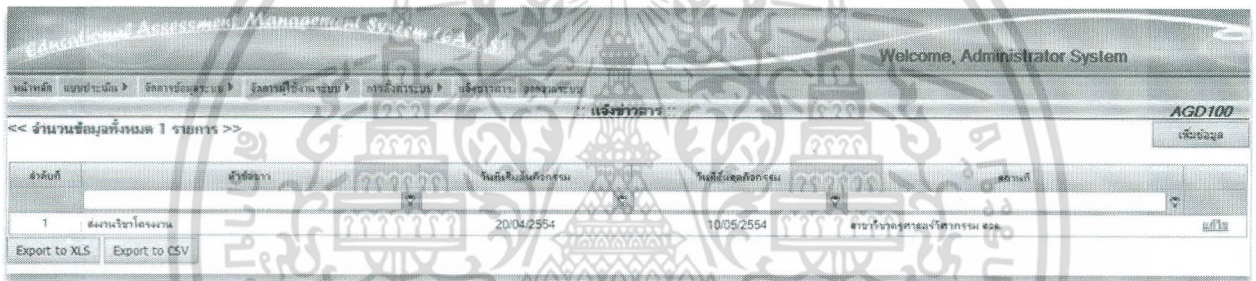 Educational Assessment Management System (EAMS)
Welcome, Administrator System
หน้าหลัก แบบประเมิน จัดการข้อมูลระบบ จัดการผู้ใช้งานระบบ การตั้งค่าระบบ แจ้งข่าวสาร ออกจากระบบ
:: แจ้งข่าวสาร ::
AGD100
<< จำนวนข้อมูลทั้งหมด 1 รายการ >>
เพิ่มข้อมูล
ลำดับที่ หัวข้อข่าว วันที่เริ่มต้นกิจกรรม วันที่สิ้นสุดกิจกรรม สถานที่
1 ส่งงานวิชาโครงงาน 20/04/2554 10/05/2554 สาขาวิชาครุศาสตร์วิศวกรรม สจล. แก้ไข
Export to XLS Export to CSV